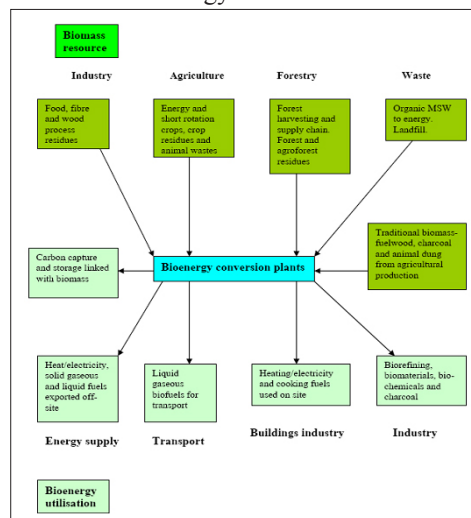 Biomass
resource
Industry
Agriculture
Forestry
Waste
Food, fibre
and wood
process
residues
Energy and
short rotation
crops, crop
residues and
animal wastes
Forest
harvesting and
supply chain.
Forest and
agroforest
residues
Organic MSW
to energy.
Landfill.
Traditional biomass-
fuelwood, charcoal
and animal dung from
agricultural
production
Carbon capture
and storage linked
with biomass
Bioenergy conversion plants
Heat/electricity,
solid gaseous
and liquid fuels
exported off-
site
Liquid
gaseous
biofuels for
transport
Heating/electricity
and cooking fuels
used on site
Biorefining,
biomaterials, bio-
chemicals and
charcoal
Energy supply
Transport
Buildings industry
Industry
Bioenergy
utilisation